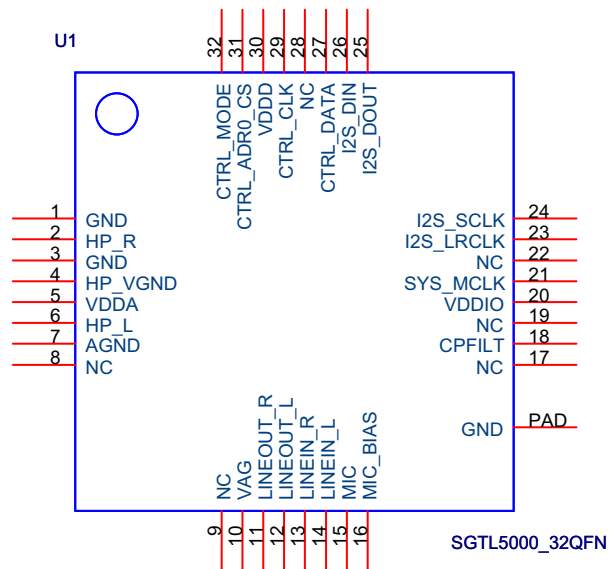 U1
32 31 30 29 28 27 26 25
CTRL_MODE
CTRL_ADR0_CS
VDDD
CTRL_CLK
NC
CTRL_DATA
I2S_DIN
I2S_DOUT
1 GND
2 HP_R
3 GND
4 HP_VGND
5 VDDA
6 HP_L
7 AGND
8 NC
I2S_SCLK 24
I2S_LRCLK 23
NC 22
SYS_MCLK 21
VDDIO 20
NC 19
CPFILT 18
NC 17
GND PAD
NC
VAG
LINEOUT_R
LINEOUT_L
LINEIN_R
LINEIN_L
MIC
MIC_BIAS
9 10 11 12 13 14 15 16
SGTL5000_32QFN